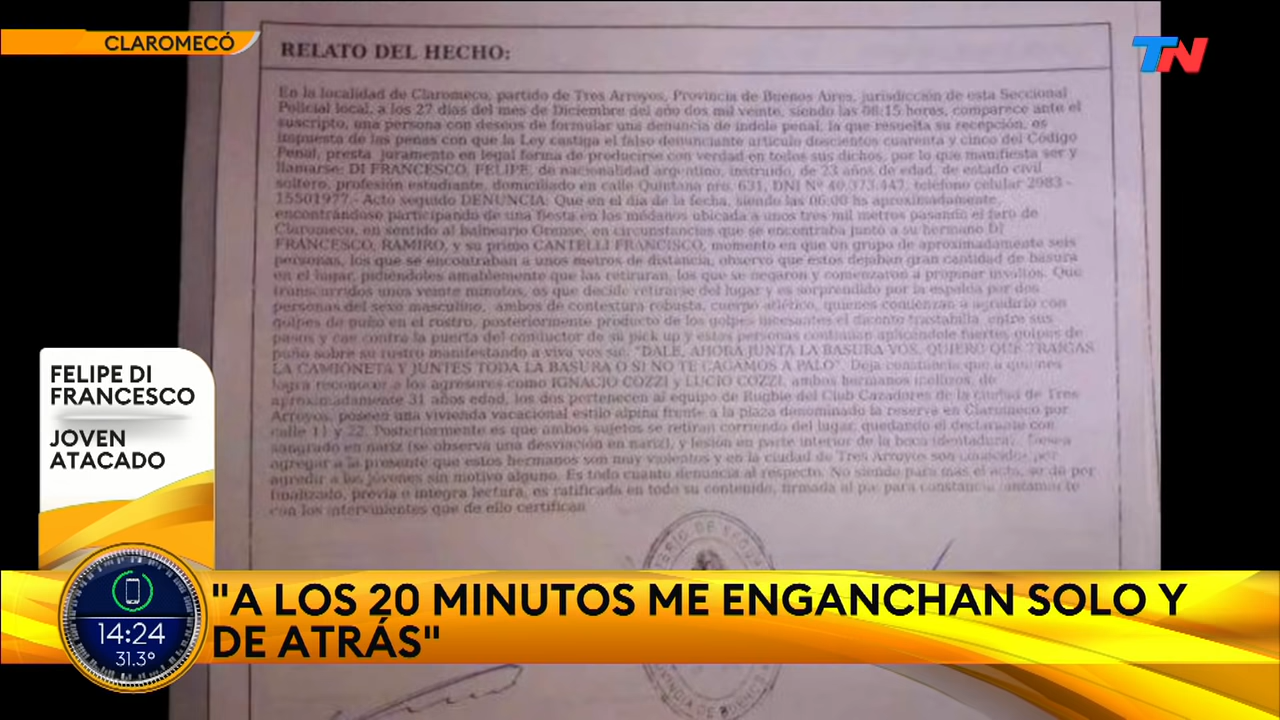 CLAROMECÓ
TN
RELATO DEL HECHO:
En la localidad de Claromeco, partido de Tres Arroyos, Provincia de Buenos Aires, jurisdicción de esta Seccional
Policial local, a los 27 días del mes de Diciembre del año dos mil veinte, siendo las 08:15 horas, comparece ante el
suscripto, una persona con deseos de formular una denuncia de indole penal, la que resuelta su recepción, es
impuesta de las penas con que la Ley castiga el falso denunciante artículo doscientos cuarenta y cinco del Código
Penal, presta juramento en legal forma de producirse con verdad en todos sus dichos, por lo que manifiesta ser y
llamarse: DI FRANCESCO, FELIPE, de nacionalidad argentino, instruido, de 23 años de edad, de estado civil
soltero, profesión estudiante, domiciliado en calle Quintana nro. 631, DNI Nº 40.373.447, teléfono celular 2983 -
15501977.- Acto seguido DENUNCIA: Que en el día de la fecha, siendo las 06:00 hs aproximadamente,
encontrándose participando de una fiesta en los médanos ubicada a unos tres mil metros pasando el faro de
Claromeco, en sentido al balneario Orense, en circunstancias que se encontraba junto a su hermano DI
FRANCESCO, RAMIRO, y su primo CANTELLI FRANCISCO, momento en que un grupo de aproximadamente seis
personas, los que se encontraban a unos metros de distancia, observo que estos dejaban gran cantidad de basura
en el lugar, pidiéndoles amablemente que las retiraran, los que se negaron y comenzaron a propinar insultos. Que
transcurridos unos veinte minutos, es que decide retirarse del lugar y es sorprendido por la espalda por dos
personas del sexo masculino, ambos de contextura robusta, cuerpo atlético, quienes comienzan a agredirlo con
golpes de puño en el rostro, posteriormente producto de los golpes incesantes el dicente trastabilla entre sus
pasos y cae contra la puerta del conductor de su pick up y estas personas continúan aplicándole fuertes golpes de
puño sobre su rostro manifestando a viva voz "DALE, AHORA JUNTA LA BASURA VOS, QUIERO QUE TRAIGAS
LA CAMIONETA Y JUNTES TODA LA BASURA O SI NO TE CAGAMOS A PALO". Deja constancia que a quienes
logra reconocer a los agresores como IGNACIO COZZI y LUCIO COZZI, ambos hermanos mellizos, de
aproximadamente 31 años edad, los dos pertenecen al equipo de Rugbie del Club Cazadores de la ciudad de Tres
Arroyos, poseen una vivienda vacacional estilo alpina frente a la plaza denominado la reserve en Claromeco por
calle 11 y 22. Posteriormente es que ambos sujetos se retiran corriendo del lugar, quedando el declarante con
sangrado en nariz (se observa una desviación en nariz), y lesión en parte interior de la boca (dentadura). Desea
agregar a la presente que estos hermanos son muy violentos y en la ciudad de Tres Arroyos son conocidos por
agredir a las jóvenes sin motivo alguno. Es todo cuanto denuncia al respecto. No siendo para más el acto, se da por
finalizado, previa e integra lectura, es ratificada en todo su contenido, firmada al pie para constancia
con los intervinientes que de ello certifican
FELIPE DI
FRANCESCO
JOVEN
ATACADO
"A LOS 20 MINUTOS ME ENGANCHAN SOLO Y
DE ATRÁS"
14:24
31.3°